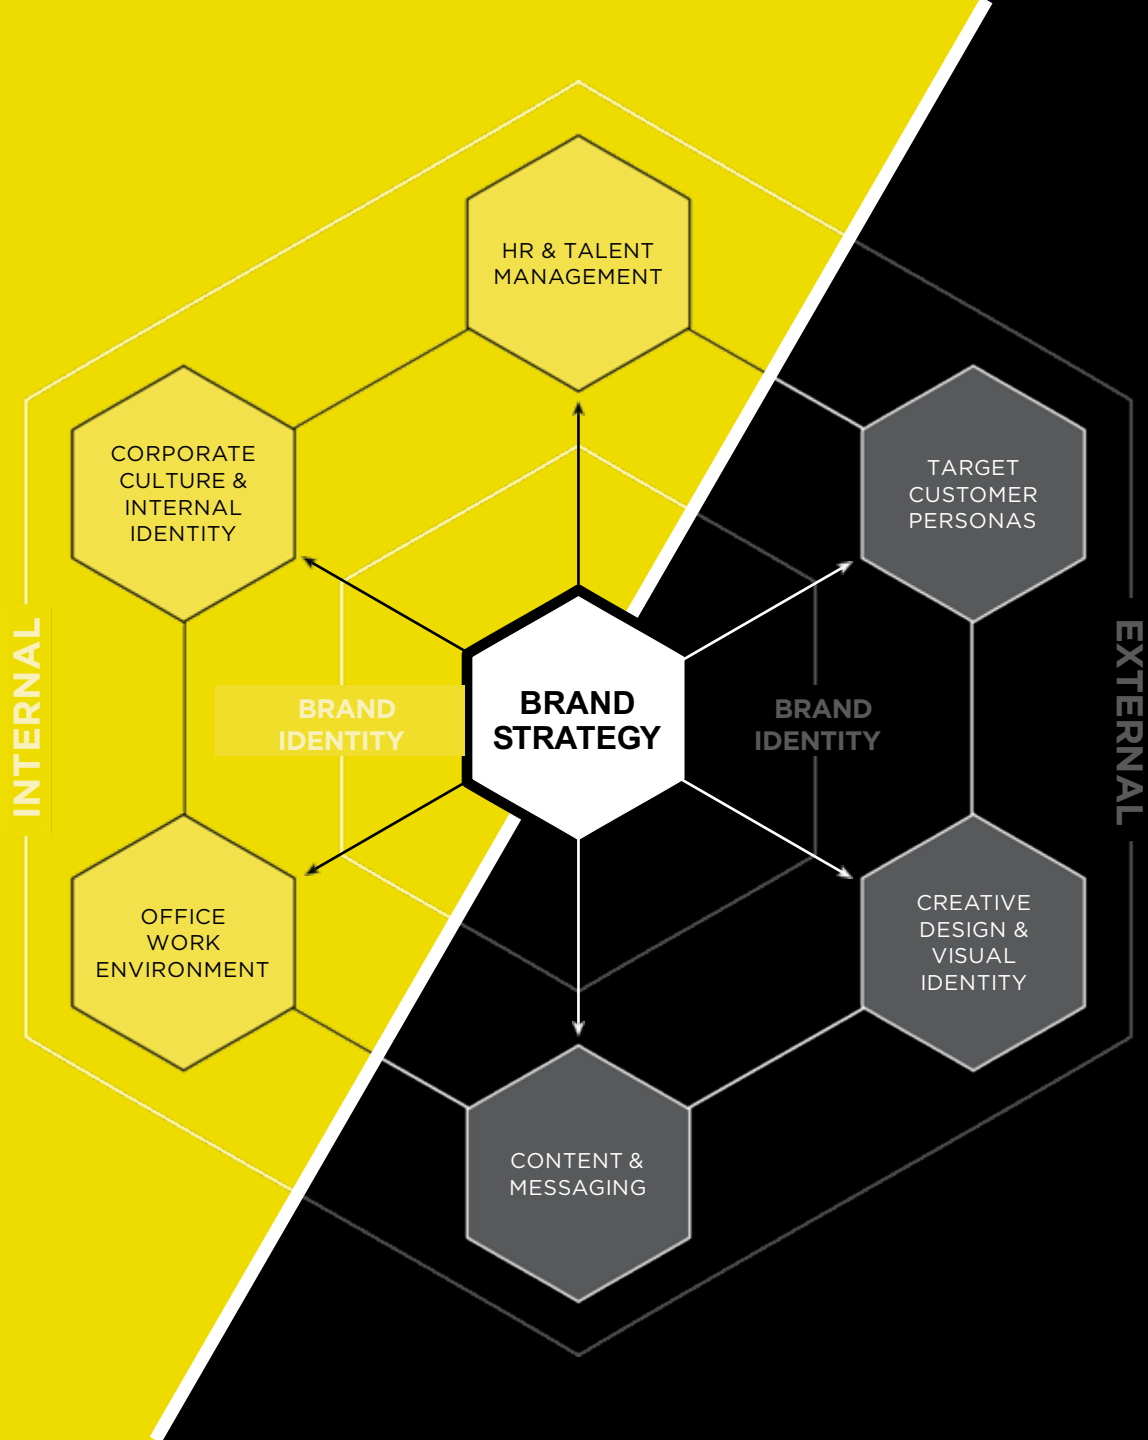 HR & TALENT
MANAGEMENT
CORPORATE
CULTURE &
INTERNAL
IDENTITY
TARGET
CUSTOMER
PERSONAS
INTERNAL
BRAND
IDENTITY
BRAND
STRATEGY
BRAND
IDENTITY
EXTERNAL
OFFICE
WORK
ENVIRONMENT
CREATIVE
DESIGN &
VISUAL
IDENTITY
CONTENT &
MESSAGING